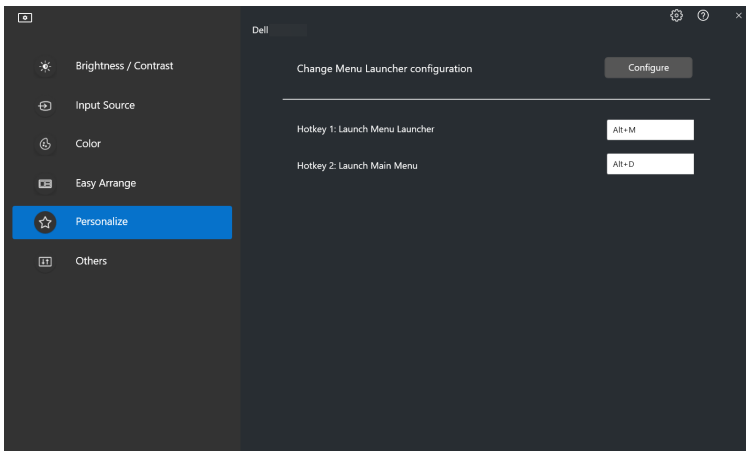 Dell
Brightness / Contrast
Input Source
Color
Easy Arrange
Personalize
Others
Change Menu Launcher configuration
Configure
Hotkey 1: Launch Menu Launcher
Alt+M
Hotkey 2: Launch Main Menu
Alt+D